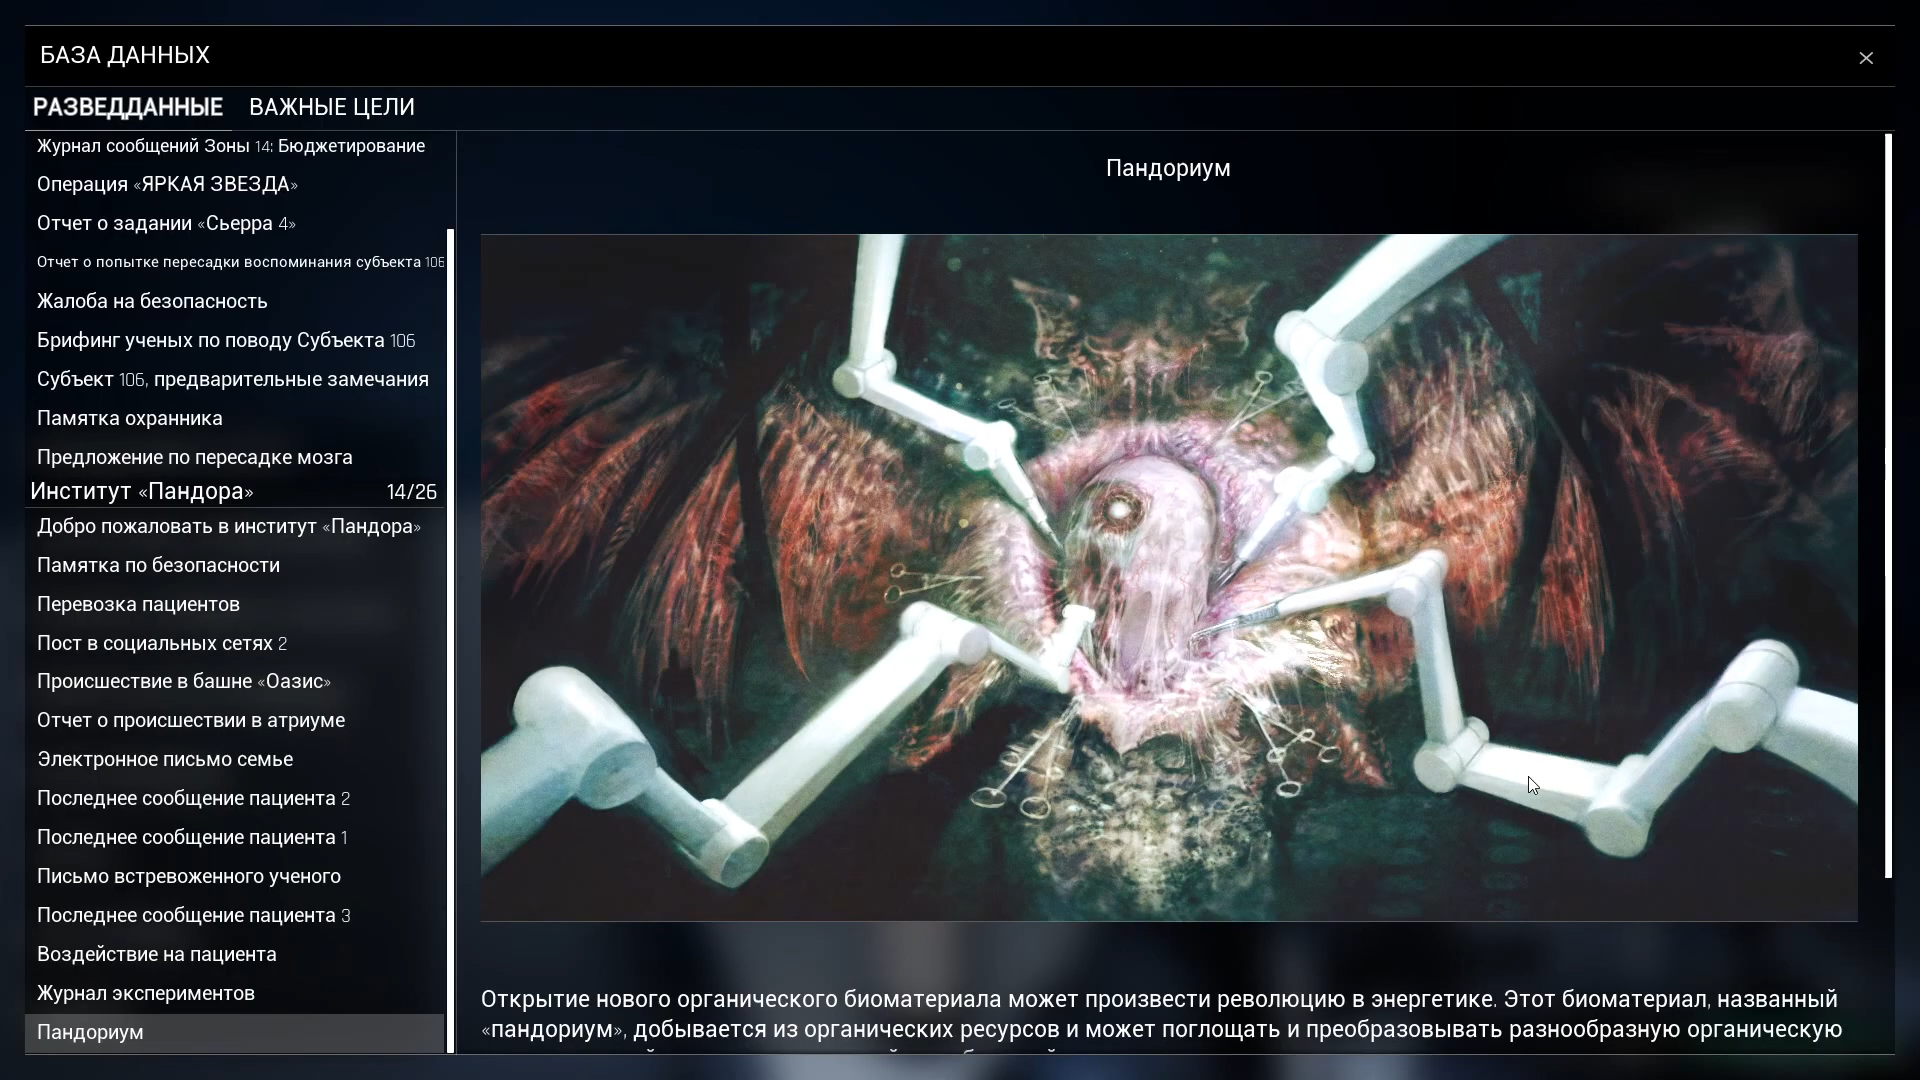 БАЗА ДАННЫХ
РАЗВЕДДАННЫЕ ВАЖНЫЕ ЦЕЛИ
Журнал сообщений Зоны 14: Бюджетирование
Операция «ЯРКАЯ ЗВЕЗДА»
Отчет о задании «Сьерра 4»
Отчет о попытке пересадки воспоминания субъекта 106
Жалоба на безопасность
Брифинг ученых по поводу Субъекта 106
Субъект 106, предварительные замечания
Памятка охранника
Предложение по пересадке мозга
Институт «Пандора» 14/26
Добро пожаловать в институт «Пандора»
Памятка по безопасности
Перевозка пациентов
Пост в социальных сетях 2
Происшествие в башне «Оазис»
Отчет о происшествии в атриуме
Электронное письмо семье
Последнее сообщение пациента 2
Последнее сообщение пациента 1
Письмо встревоженного ученого
Последнее сообщение пациента 3
Воздействие на пациента
Журнал экспериментов
Пандориум
Пандориум
Открытие нового органического биоматериала может произвести революцию в энергетике. Этот биоматериал, названный
«пандориум», добывается из органических ресурсов и может поглощать и преобразовывать разнообразную органическую